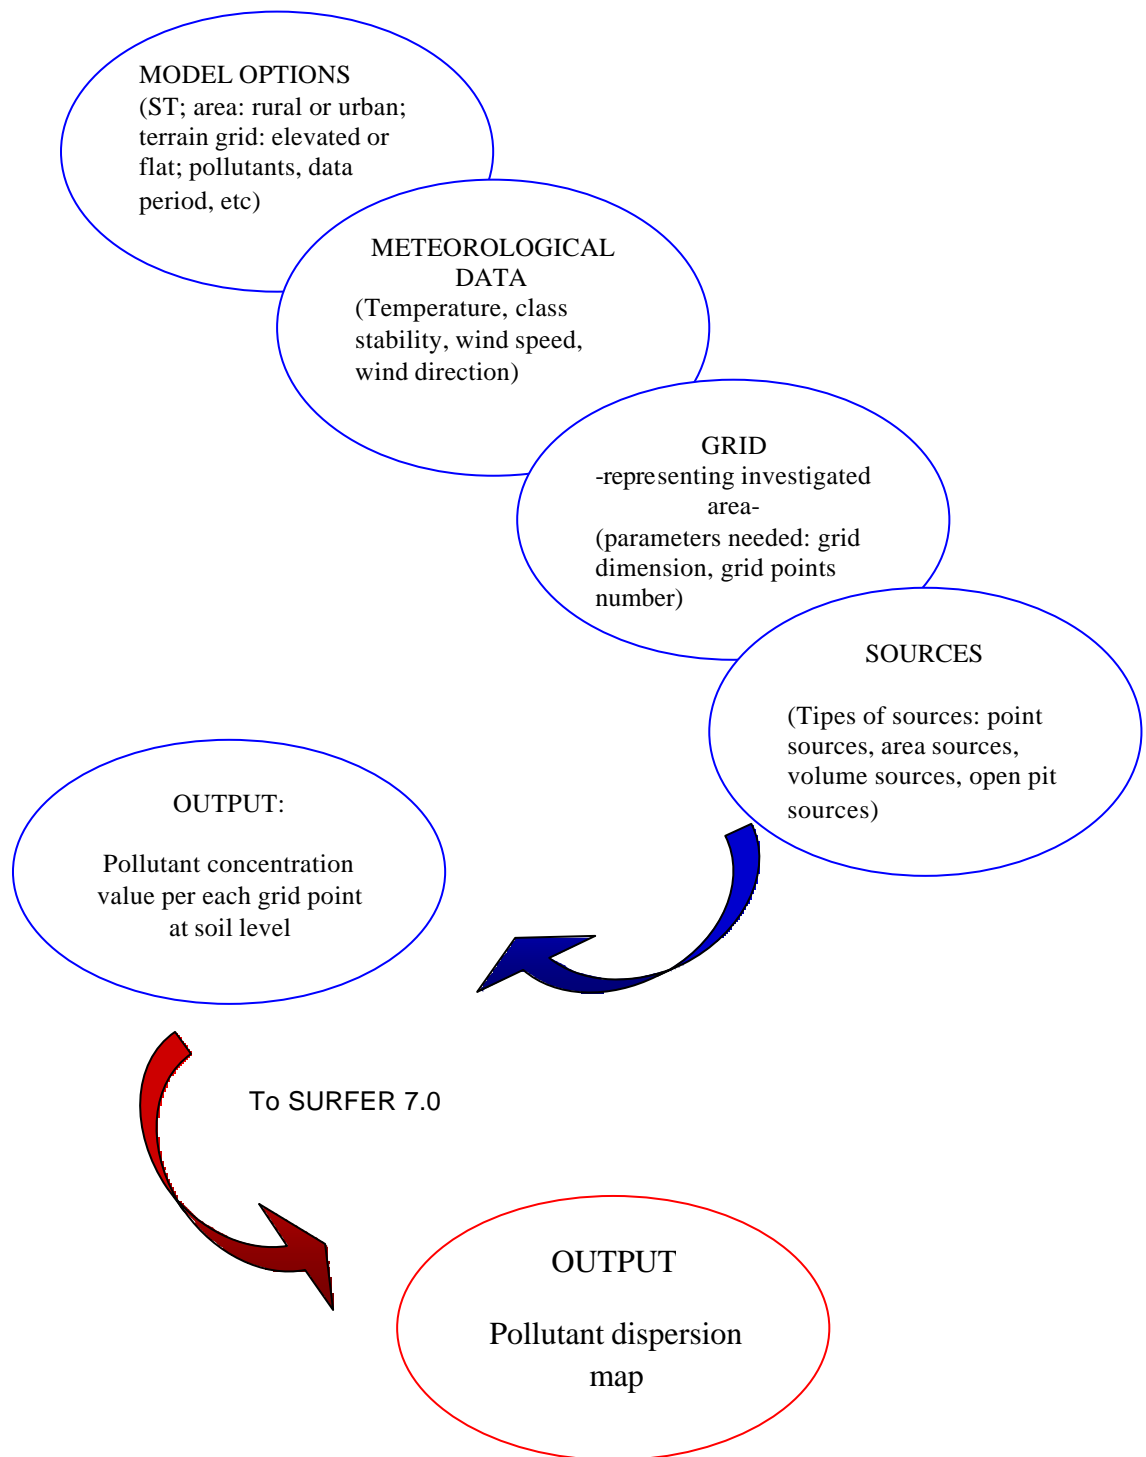 MODEL OPTIONS
(ST; area: rural or urban;
terrain grid: elevated or
flat; pollutants, data
period, etc)
METEOROLOGICAL
DATA
(Temperature, class
stability, wind speed,
wind direction)
GRID
-representing investigated
area-
(parameters needed: grid
dimension, grid points
number)
SOURCES
(Tipes of sources: point
sources, area sources,
volume sources, open pit
sources)
OUTPUT:
Pollutant concentration
value per each grid point
at soil level
To SURFER 7.0
OUTPUT
Pollutant dispersion
map